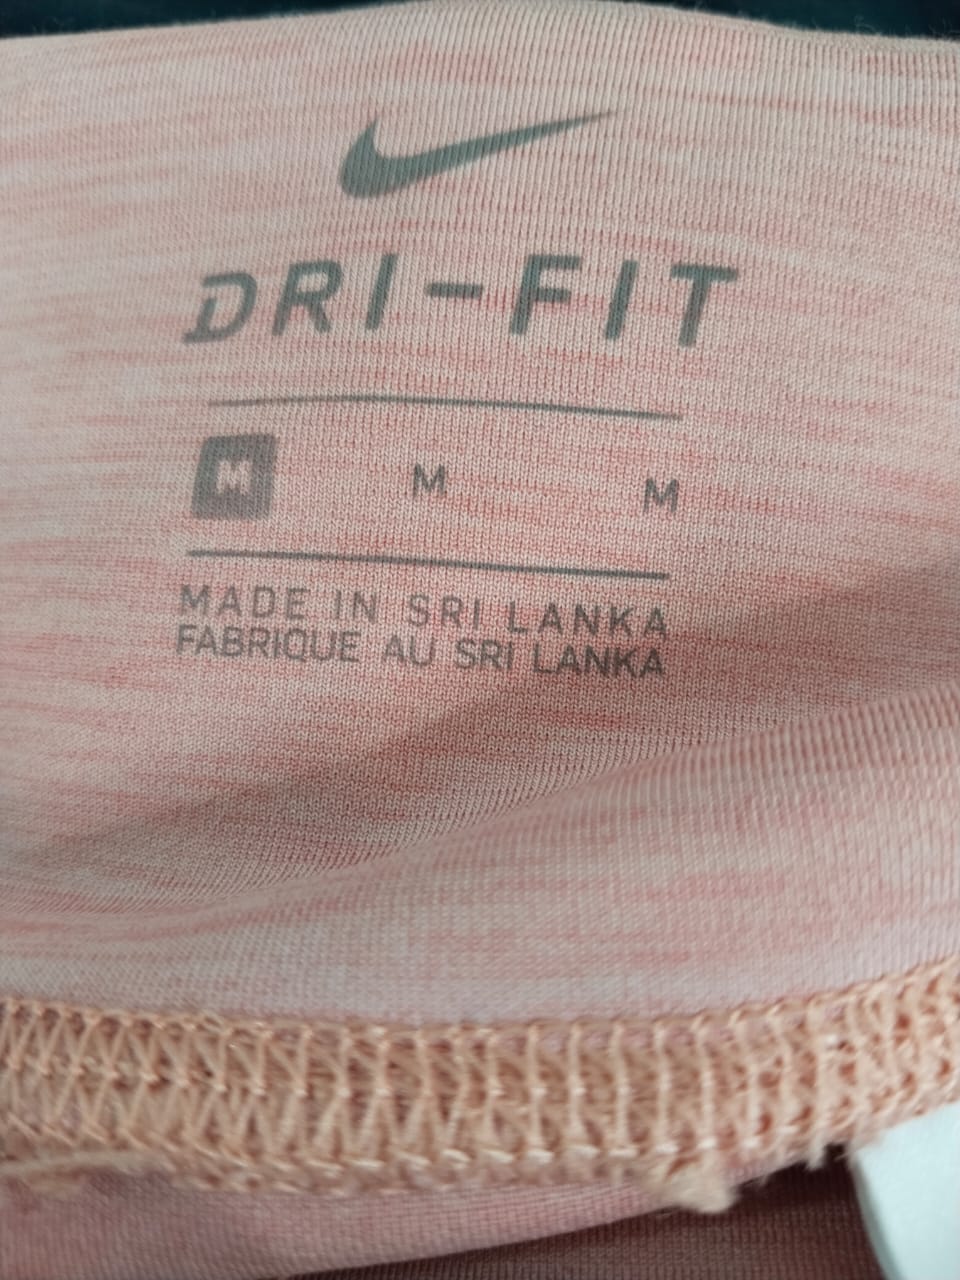 DRI-FIT
M M M
MADE IN SRI LANKA
FABRIQUE AU SRI LANKA